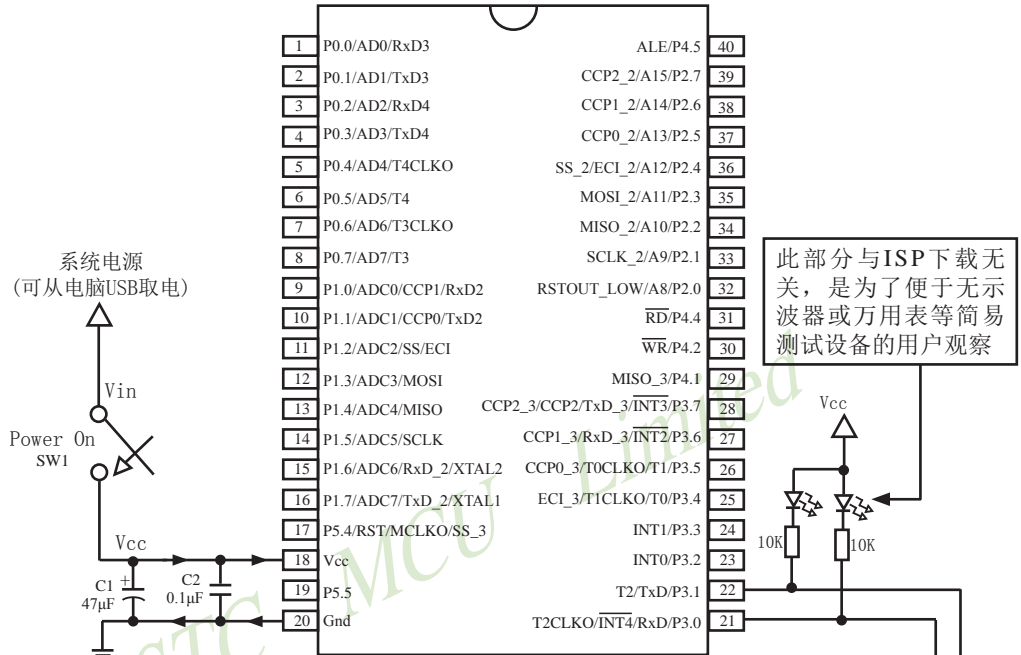 1 P0.0/AD0/RxD3
2 P0.1/AD1/TxD3
3 P0.2/AD2/RxD4
4 P0.3/AD3/TxD4
5 P0.4/AD4/T4CLKO
6 P0.5/AD5/T4
7 P0.6/AD6/T3CLKO
8 P0.7/AD7/T3
9 P1.0/ADC0/CCP1/RxD2
10 P1.1/ADC1/CCP0/TxD2
11 P1.2/ADC2/SS/ECI
12 P1.3/ADC3/MOSI
13 P1.4/ADC4/MISO
14 P1.5/ADC5/SCLK
15 P1.6/ADC6/RxD_2/XTAL2
16 P1.7/ADC7/TxD_2/XTAL1
17 P5.4/RST/MCLKO/SS_3
18 Vcc
19 P5.5
20 Gnd
ALE/P4.5 40
CCP2_2/A15/P2.7 39
CCP1_2/A14/P2.6 38
CCP0_2/A13/P2.5 37
SS_2/ECI_2/A12/P2.4 36
MOSI_2/A11/P2.3 35
MISO_2/A10/P2.2 34
SCLK_2/A9/P2.1 33
RSTOUT_LOW/A8/P2.0 32
RD/P4.4 31
WR/P4.2 30
MISO_3/P4.1 29
CCP2_3/CCP2/TxD_3/INT3/P3.7 28
CCP1_3/RxD_3/INT2/P3.6 27
CCP0_3/T0CLKO/T1/P3.5 26
ECI_3/T1CLKO/T0/P3.4 25
INT1/P3.3 24
INT0/P3.2 23
T2/TxD/P3.1 22
T2CLKO/INT4/RxD/P3.0 21
系统电源
(可从电脑USB取电)
Vin
Power On
SW1
Vcc
C1
47μF
+
C2
0.1μF
此部分与ISP下载无
关，是为了便于无示
波器或万用表等简易
测试设备的用户观察
Vcc
10K
10K
STC MCU Limited